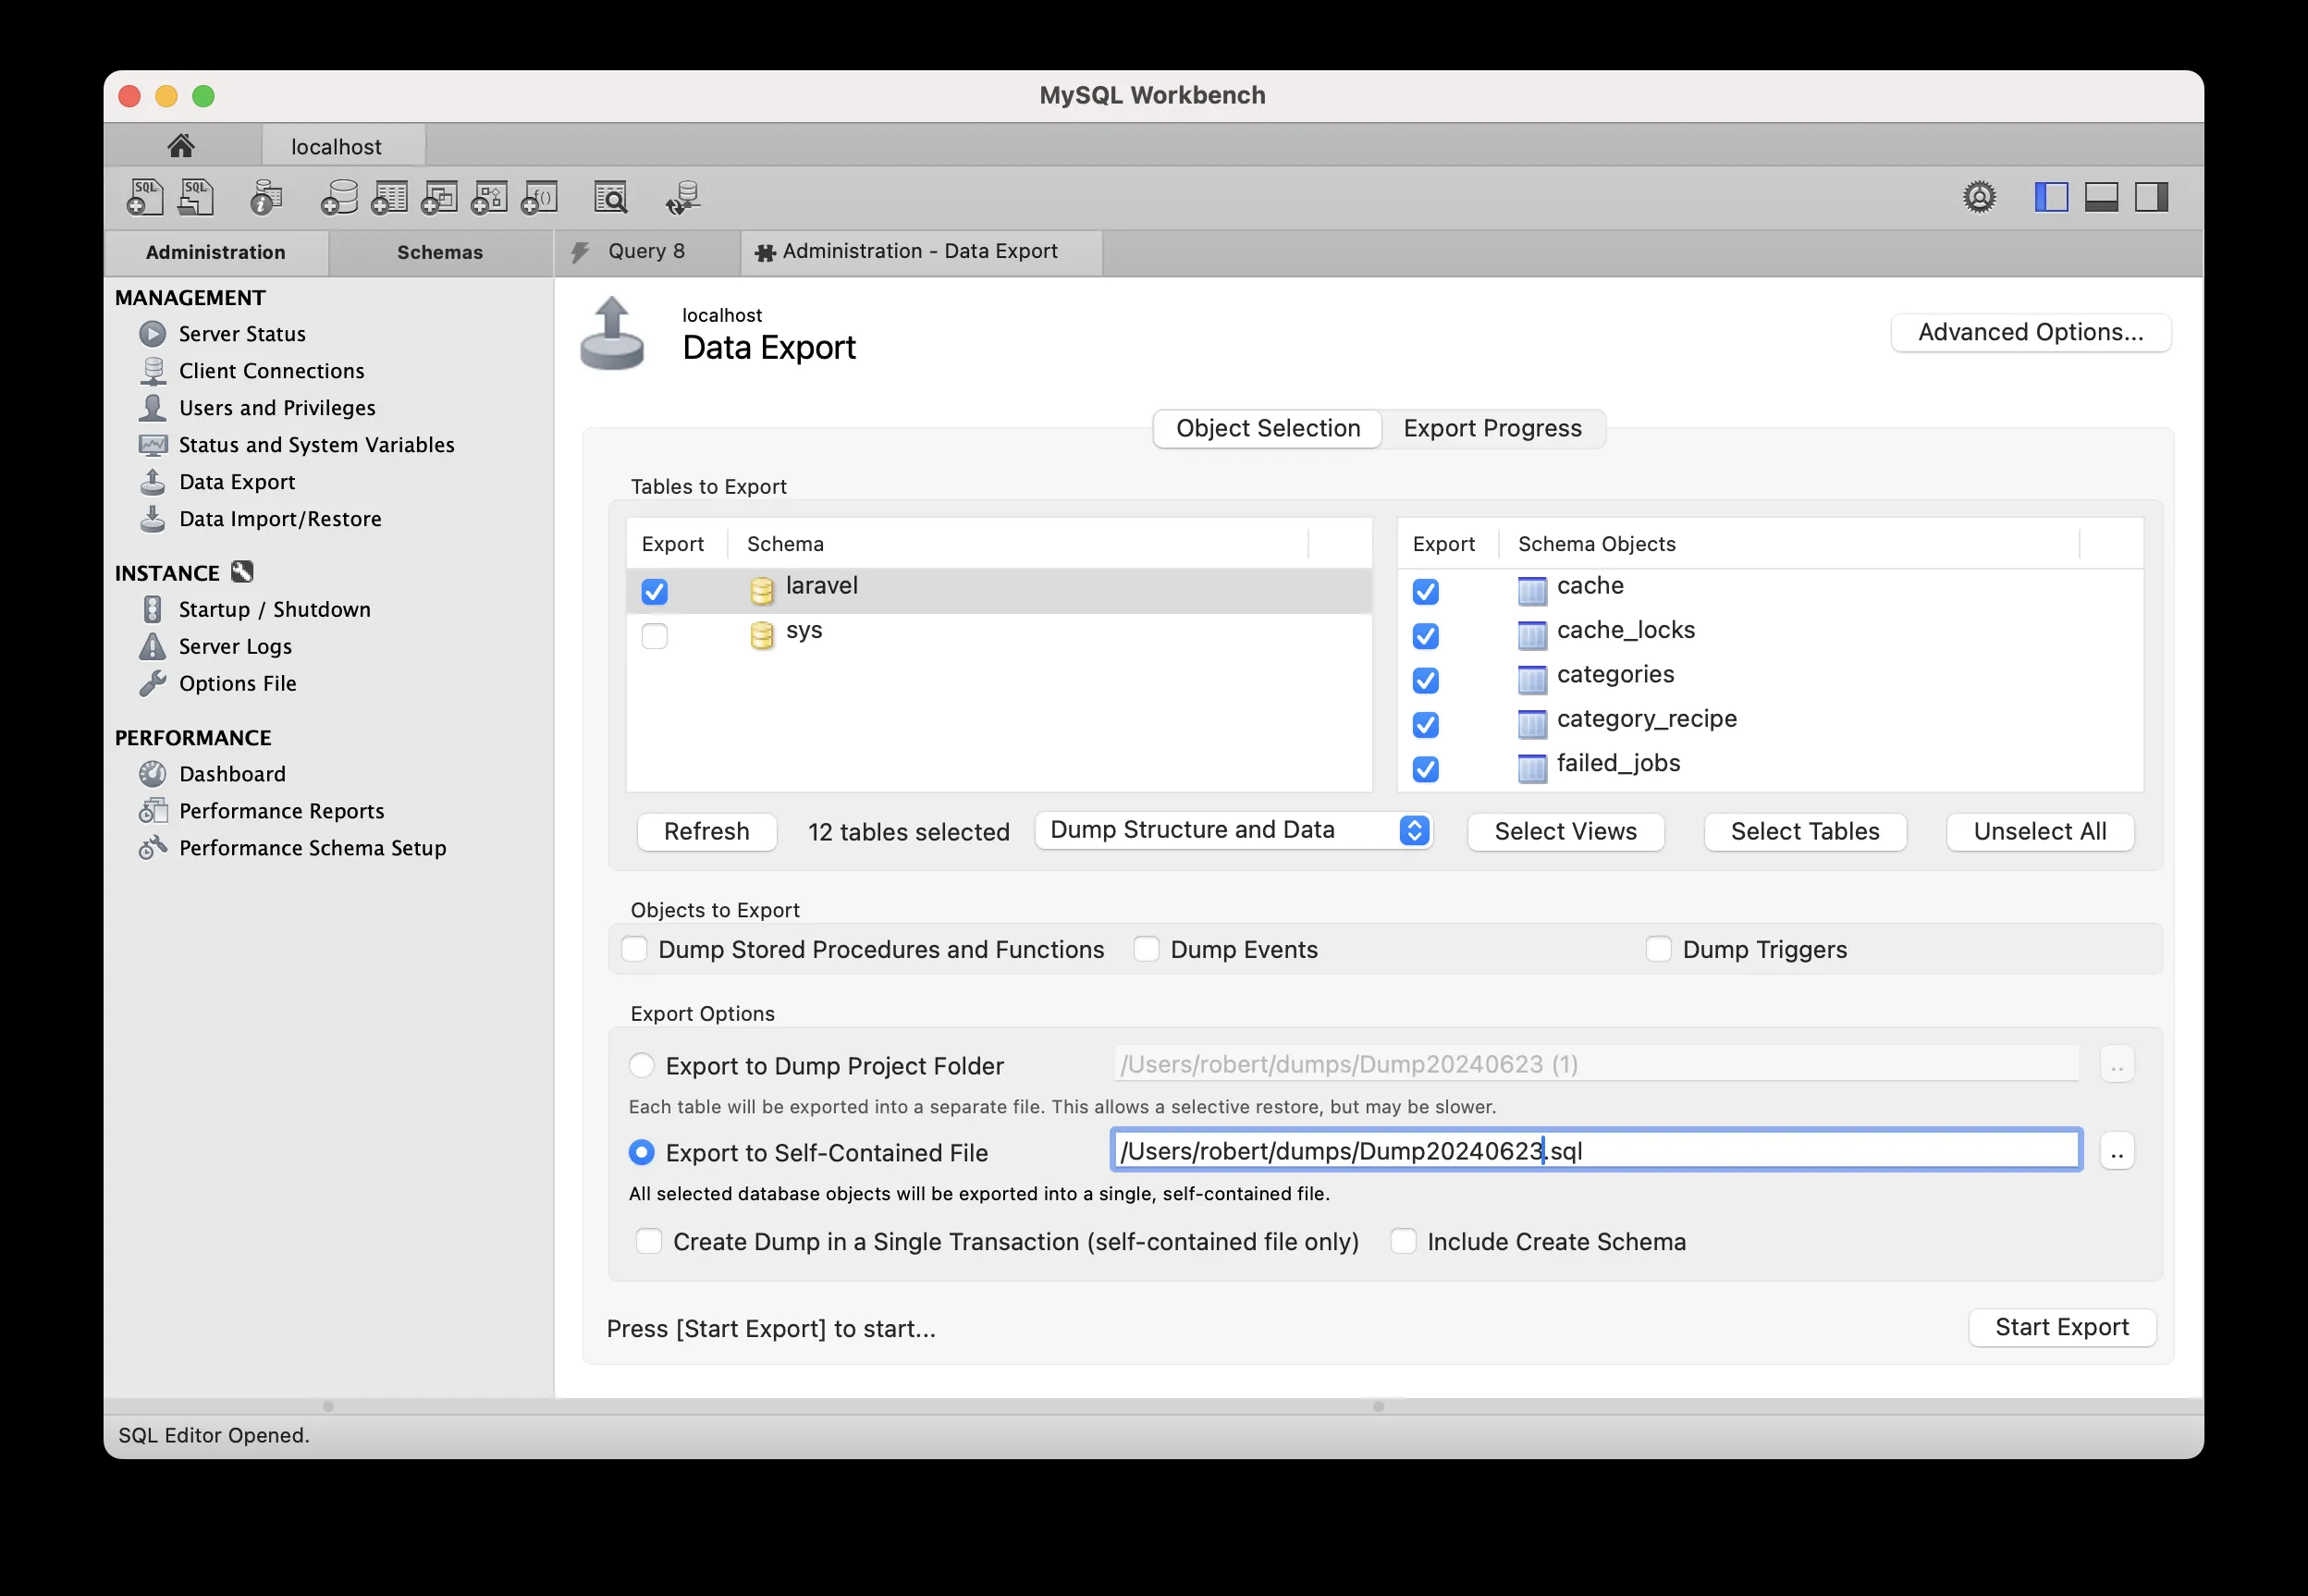 MySQL Workbench
localhost
SQL SQL
Administration Schemas Query 8 Administration - Data Export
MANAGEMENT
Server Status
Client Connections
Users and Privileges
Status and System Variables
Data Export
Data Import/Restore
INSTANCE
Startup / Shutdown
Server Logs
Options File
PERFORMANCE
Dashboard
Performance Reports
Performance Schema Setup
localhost
Data Export
Advanced Options...
Object Selection Export Progress
Tables to Export
Export Schema
laravel
sys
Export Schema Objects
cache
cache_locks
categories
category_recipe
failed_jobs
Refresh 12 tables selected Dump Structure and Data Select Views Select Tables Unselect All
Objects to Export
Dump Stored Procedures and Functions Dump Events Dump Triggers
Export Options
Export to Dump Project Folder /Users/robert/dumps/Dump20240623 (1) ..
Each table will be exported into a separate file. This allows a selective restore, but may be slower.
Export to Self-Contained File /Users/robert/dumps/Dump20240623.sql ..
All selected database objects will be exported into a single, self-contained file.
Create Dump in a Single Transaction (self-contained file only) Include Create Schema
Press [Start Export] to start...
Start Export
SQL Editor Opened.